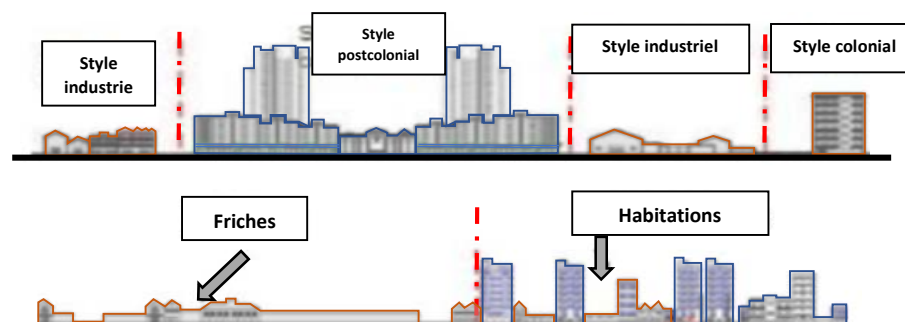 Style
industrie
Style
postcolonial
Style industriel
Style colonial
Friches
Habitations